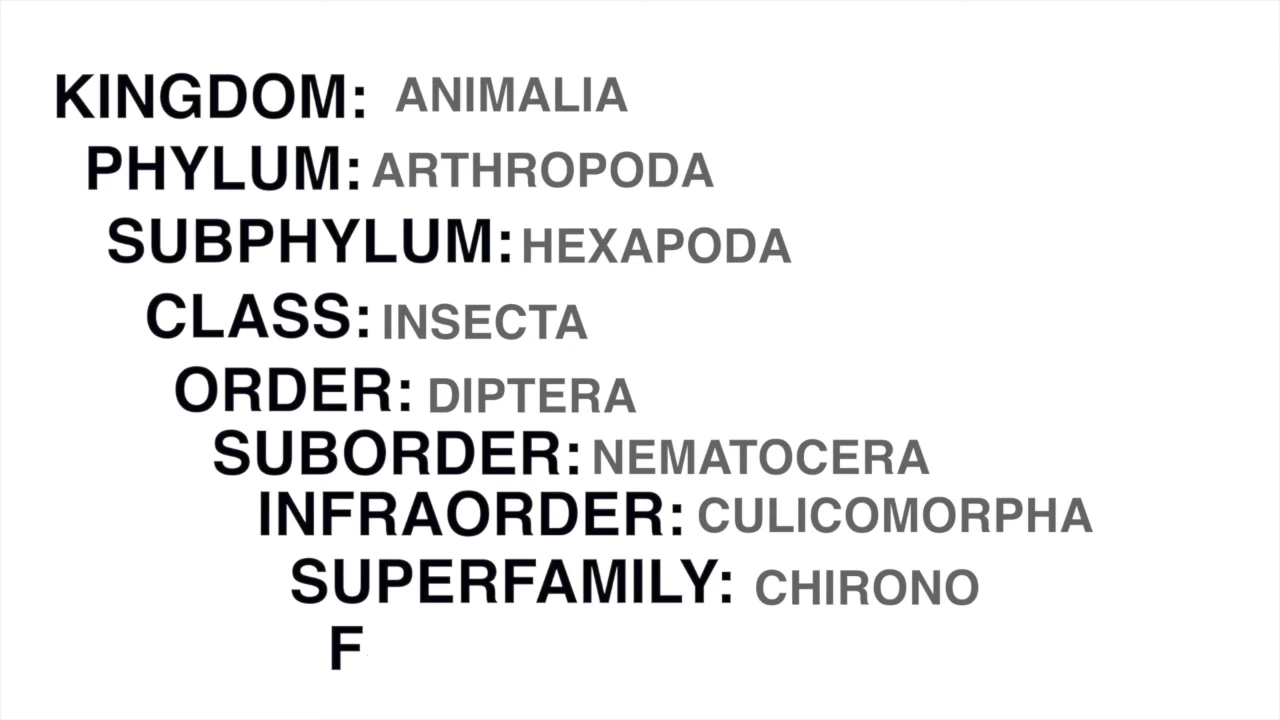 KINGDOM: ANIMALIA
PHYLUM: ARTHROPODA
SUBPHYLUM: HEXAPODA
CLASS: INSECTA
ORDER: DIPTERA
SUBORDER: NEMATOCERA
INFRAORDER: CULICOMORPHA
SUPERFAMILY: CHIRONO
F